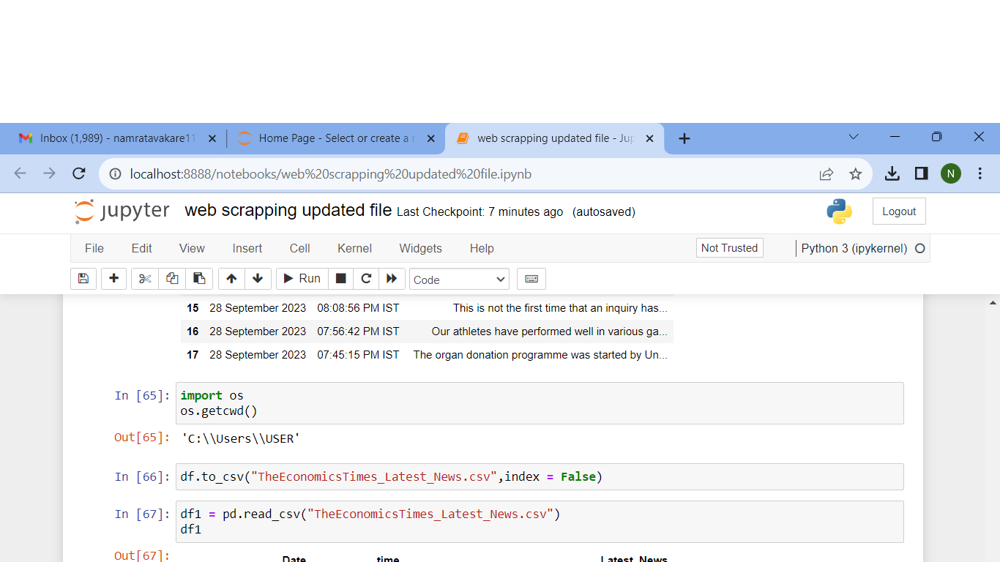 Inbox (1,989) - namratavakare11
Home Page - Select or create a n
web scrapping updated file - Jup
localhost:8888/notebooks/web%20scrapping%20updated%20file.ipynb
N
jupyter web scrapping updated file Last Checkpoint: 7 minutes ago (autosaved)
Logout
File Edit View Insert Cell Kernel Widgets Help
Not Trusted
Python 3 (ipykernel)
Run
Code
15 28 September 2023 08:08:56 PM IST This is not the first time that an inquiry has...
16 28 September 2023 07:56:42 PM IST Our athletes have performed well in various ga...
17 28 September 2023 07:45:15 PM IST The organ donation programme was started by Un...
In [65]: import os
os.getcwd()
Out[65]: 'C:\\Users\\USER'
In [66]: df.to_csv("TheEconomicsTimes_Latest_News.csv",index = False)
In [67]: df1 = pd.read_csv("TheEconomicsTimes_Latest_News.csv")
df1
Out[67]:
Date time Latest_News